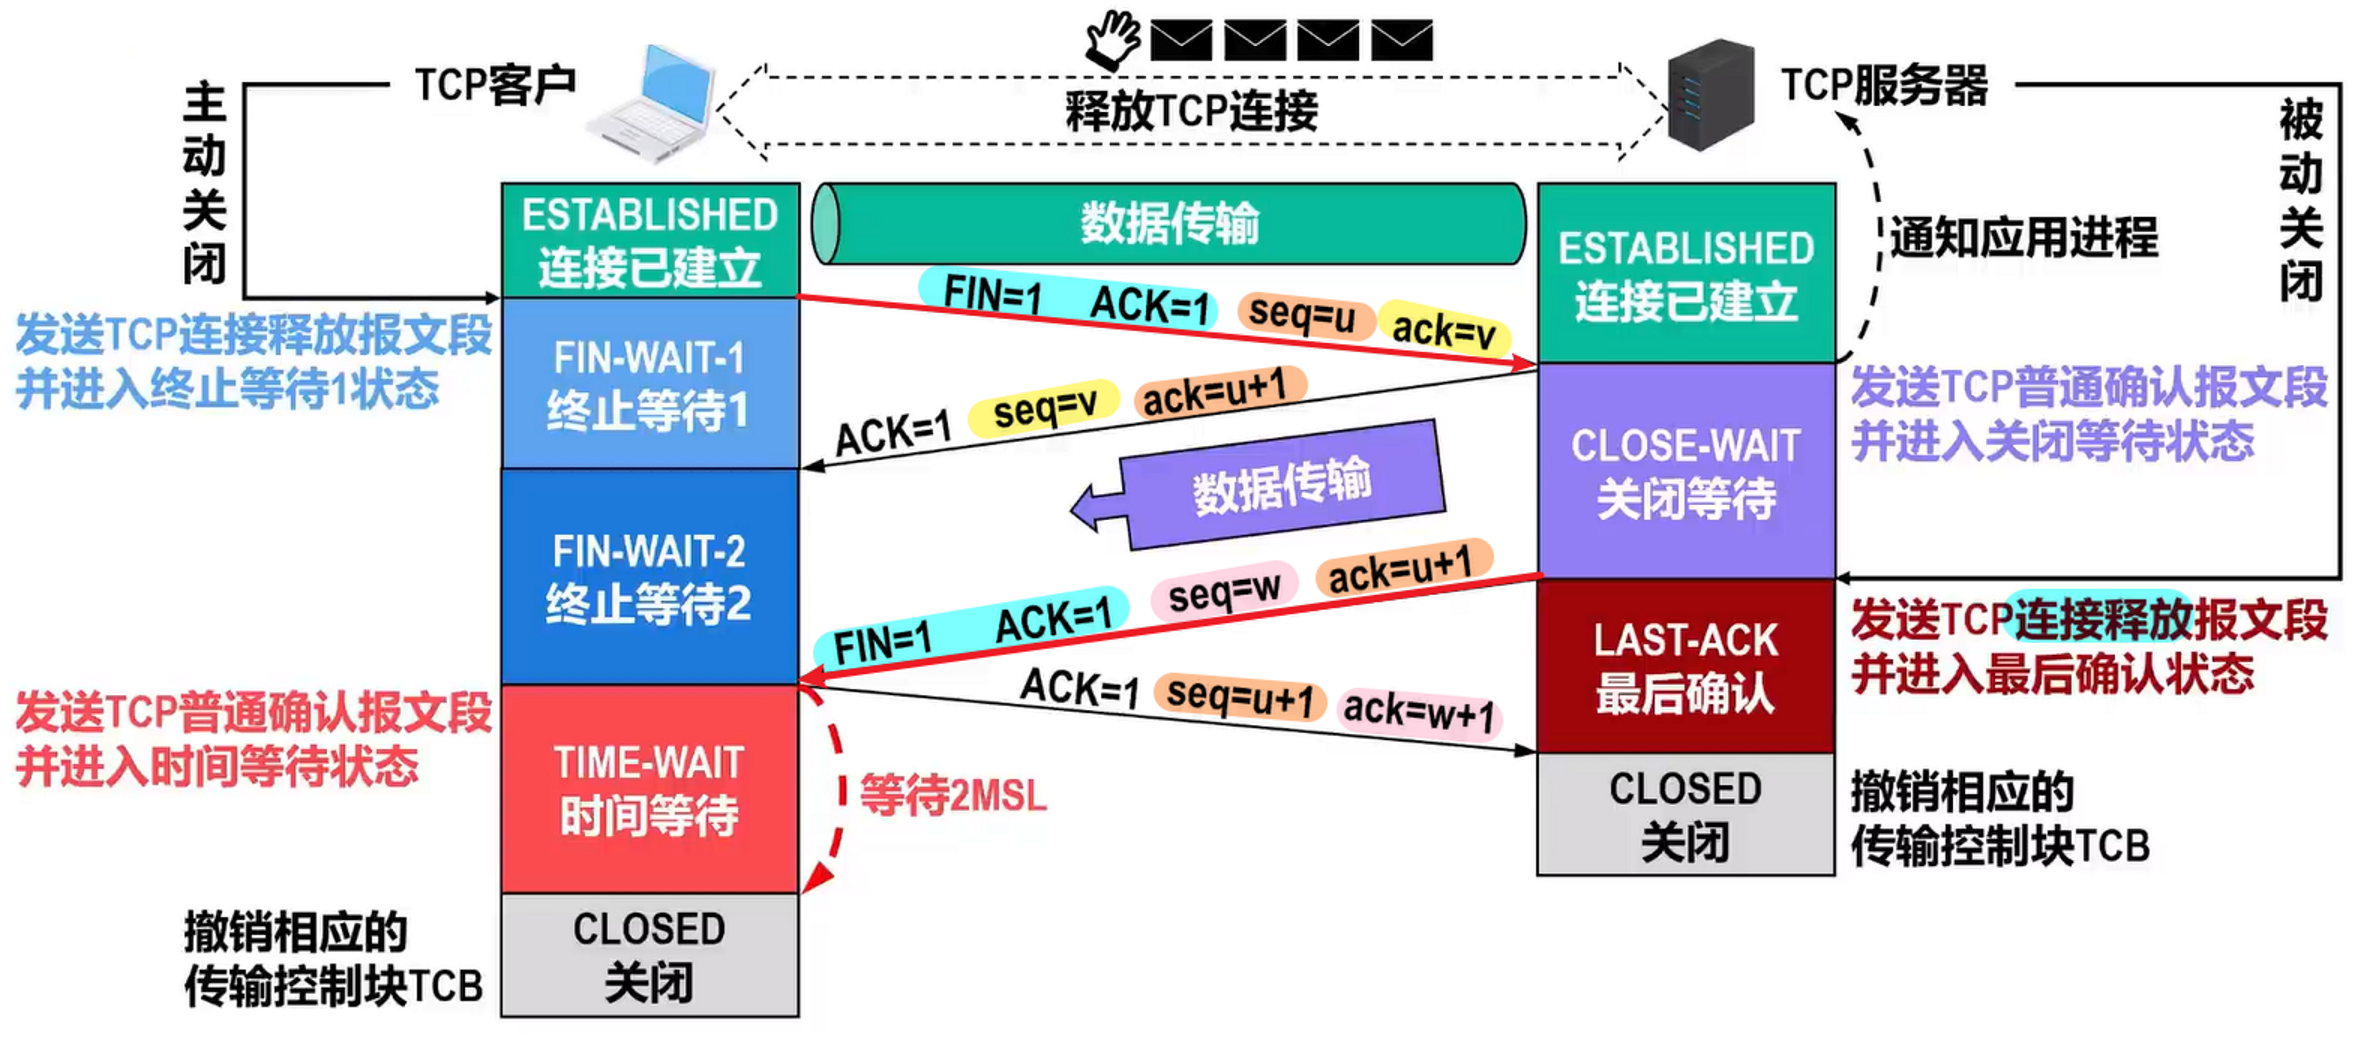 TCP客户
释放TCP连接
TCP服务器
主动关闭
被动关闭
ESTABLISHED
连接已建立
数据传输
ESTABLISHED
连接已建立
通知应用进程
FIN=1 ACK=1 seq=u ack=v
发送TCP连接释放报文段
并进入终止等待1状态
FIN-WAIT-1
终止等待1
ACK=1 seq=v ack=u+1
发送TCP普通确认报文段
并进入关闭等待状态
CLOSE-WAIT
关闭等待
数据传输
FIN-WAIT-2
终止等待2
FIN=1 ACK=1 seq=w ack=u+1
发送TCP连接释放报文段
并进入最后确认状态
LAST-ACK
最后确认
ACK=1 seq=u+1 ack=w+1
发送TCP普通确认报文段
并进入时间等待状态
TIME-WAIT
时间等待
等待2MSL
CLOSED
关闭
撤销相应的
传输控制块TCB
撤销相应的
传输控制块TCB
CLOSED
关闭